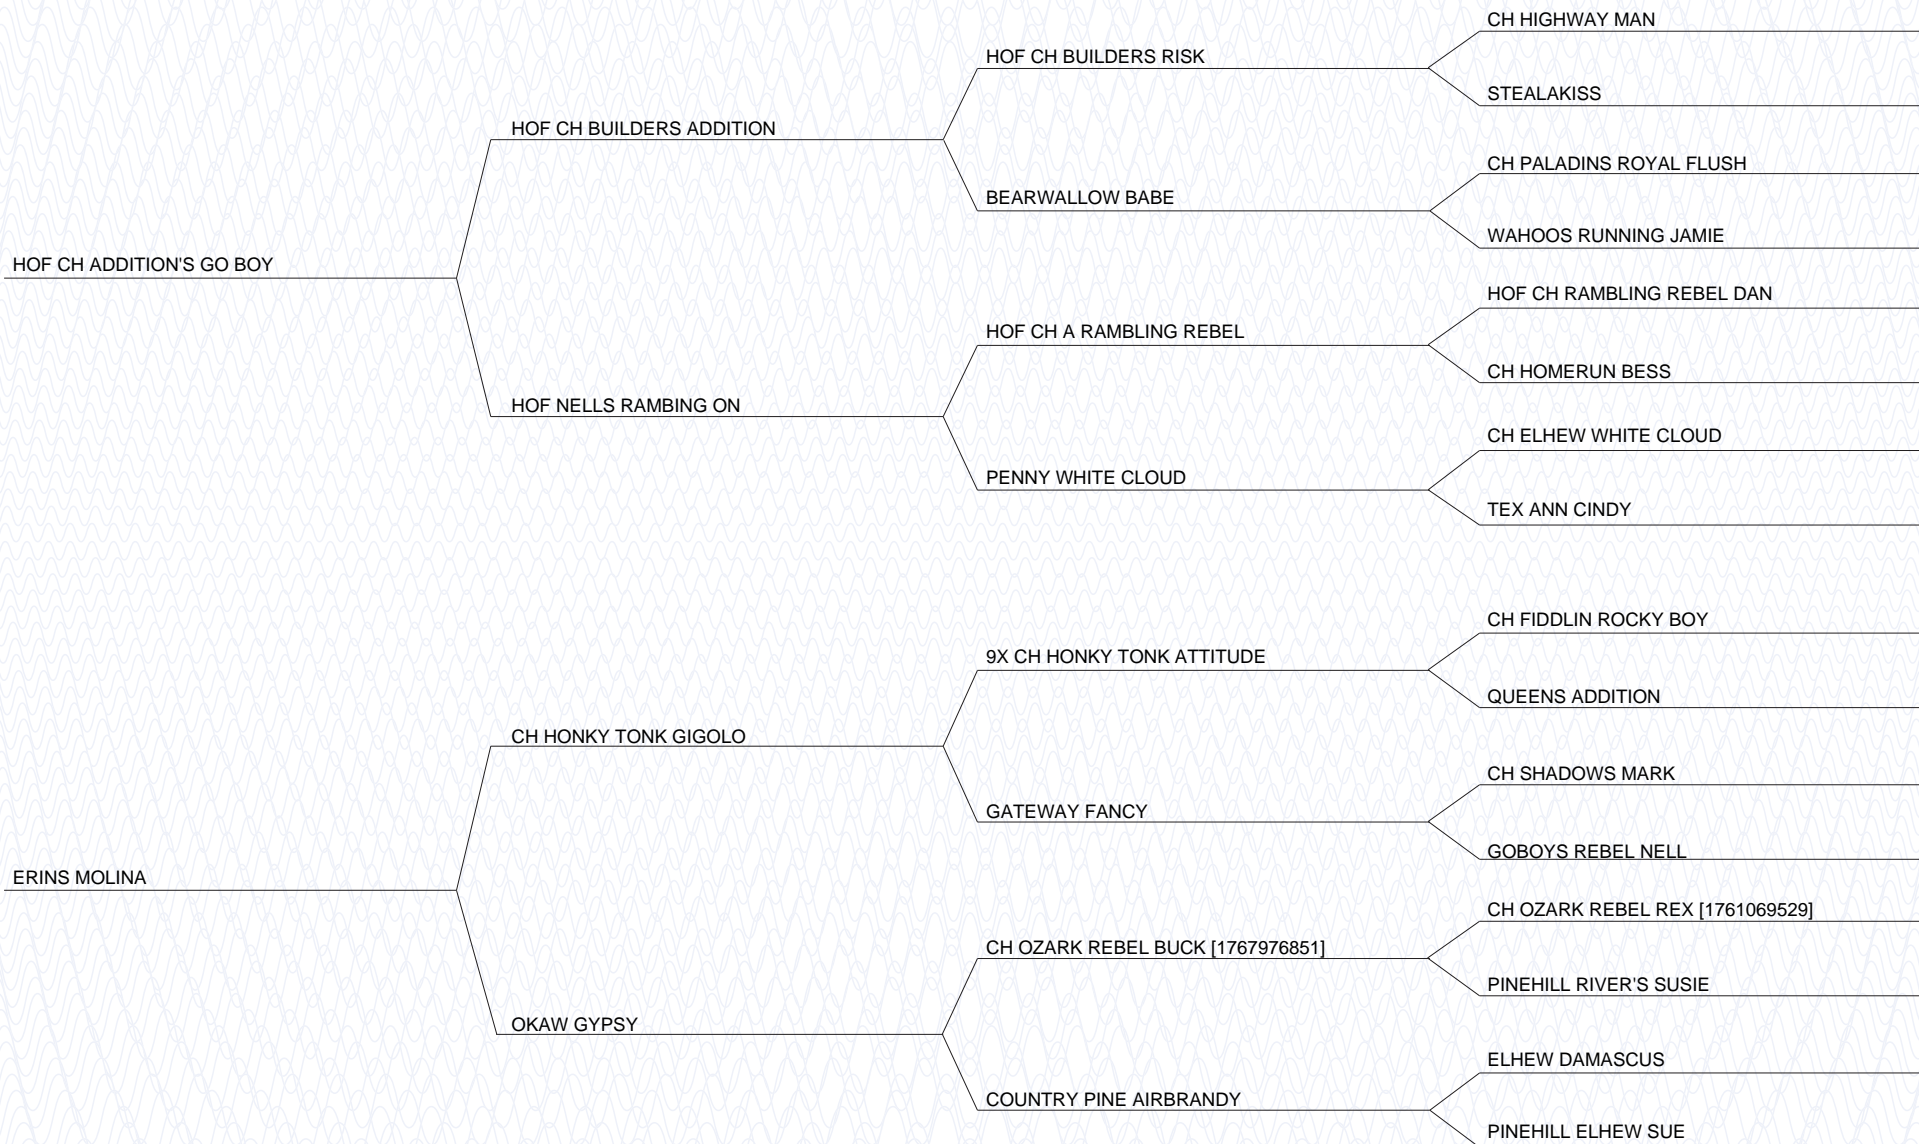 CH HIGHWAY MAN
HOF CH BUILDERS RISK
STEALAKISS
HOF CH BUILDERS ADDITION
CH PALADINS ROYAL FLUSH
BEARWALLOW BABE
WAHOOS RUNNING JAMIE
HOF CH ADDITION'S GO BOY
HOF CH RAMBLING REBEL DAN
HOF CH A RAMBLING REBEL
CH HOMERUN BESS
HOF NELLS RAMBING ON
CH ELHEW WHITE CLOUD
PENNY WHITE CLOUD
TEX ANN CINDY
CH FIDDLIN ROCKY BOY
9X CH HONKY TONK ATTITUDE
QUEENS ADDITION
CH HONKY TONK GIGOLO
CH SHADOWS MARK
GATEWAY FANCY
GOBOYS REBEL NELL
ERINS MOLINA
CH OZARK REBEL REX [1761069529]
CH OZARK REBEL BUCK [1767976851]
PINEHILL RIVER'S SUSIE
OKAW GYPSY
ELHEW DAMASCUS
COUNTRY PINE AIRBRANDY
PINEHILL ELHEW SUE